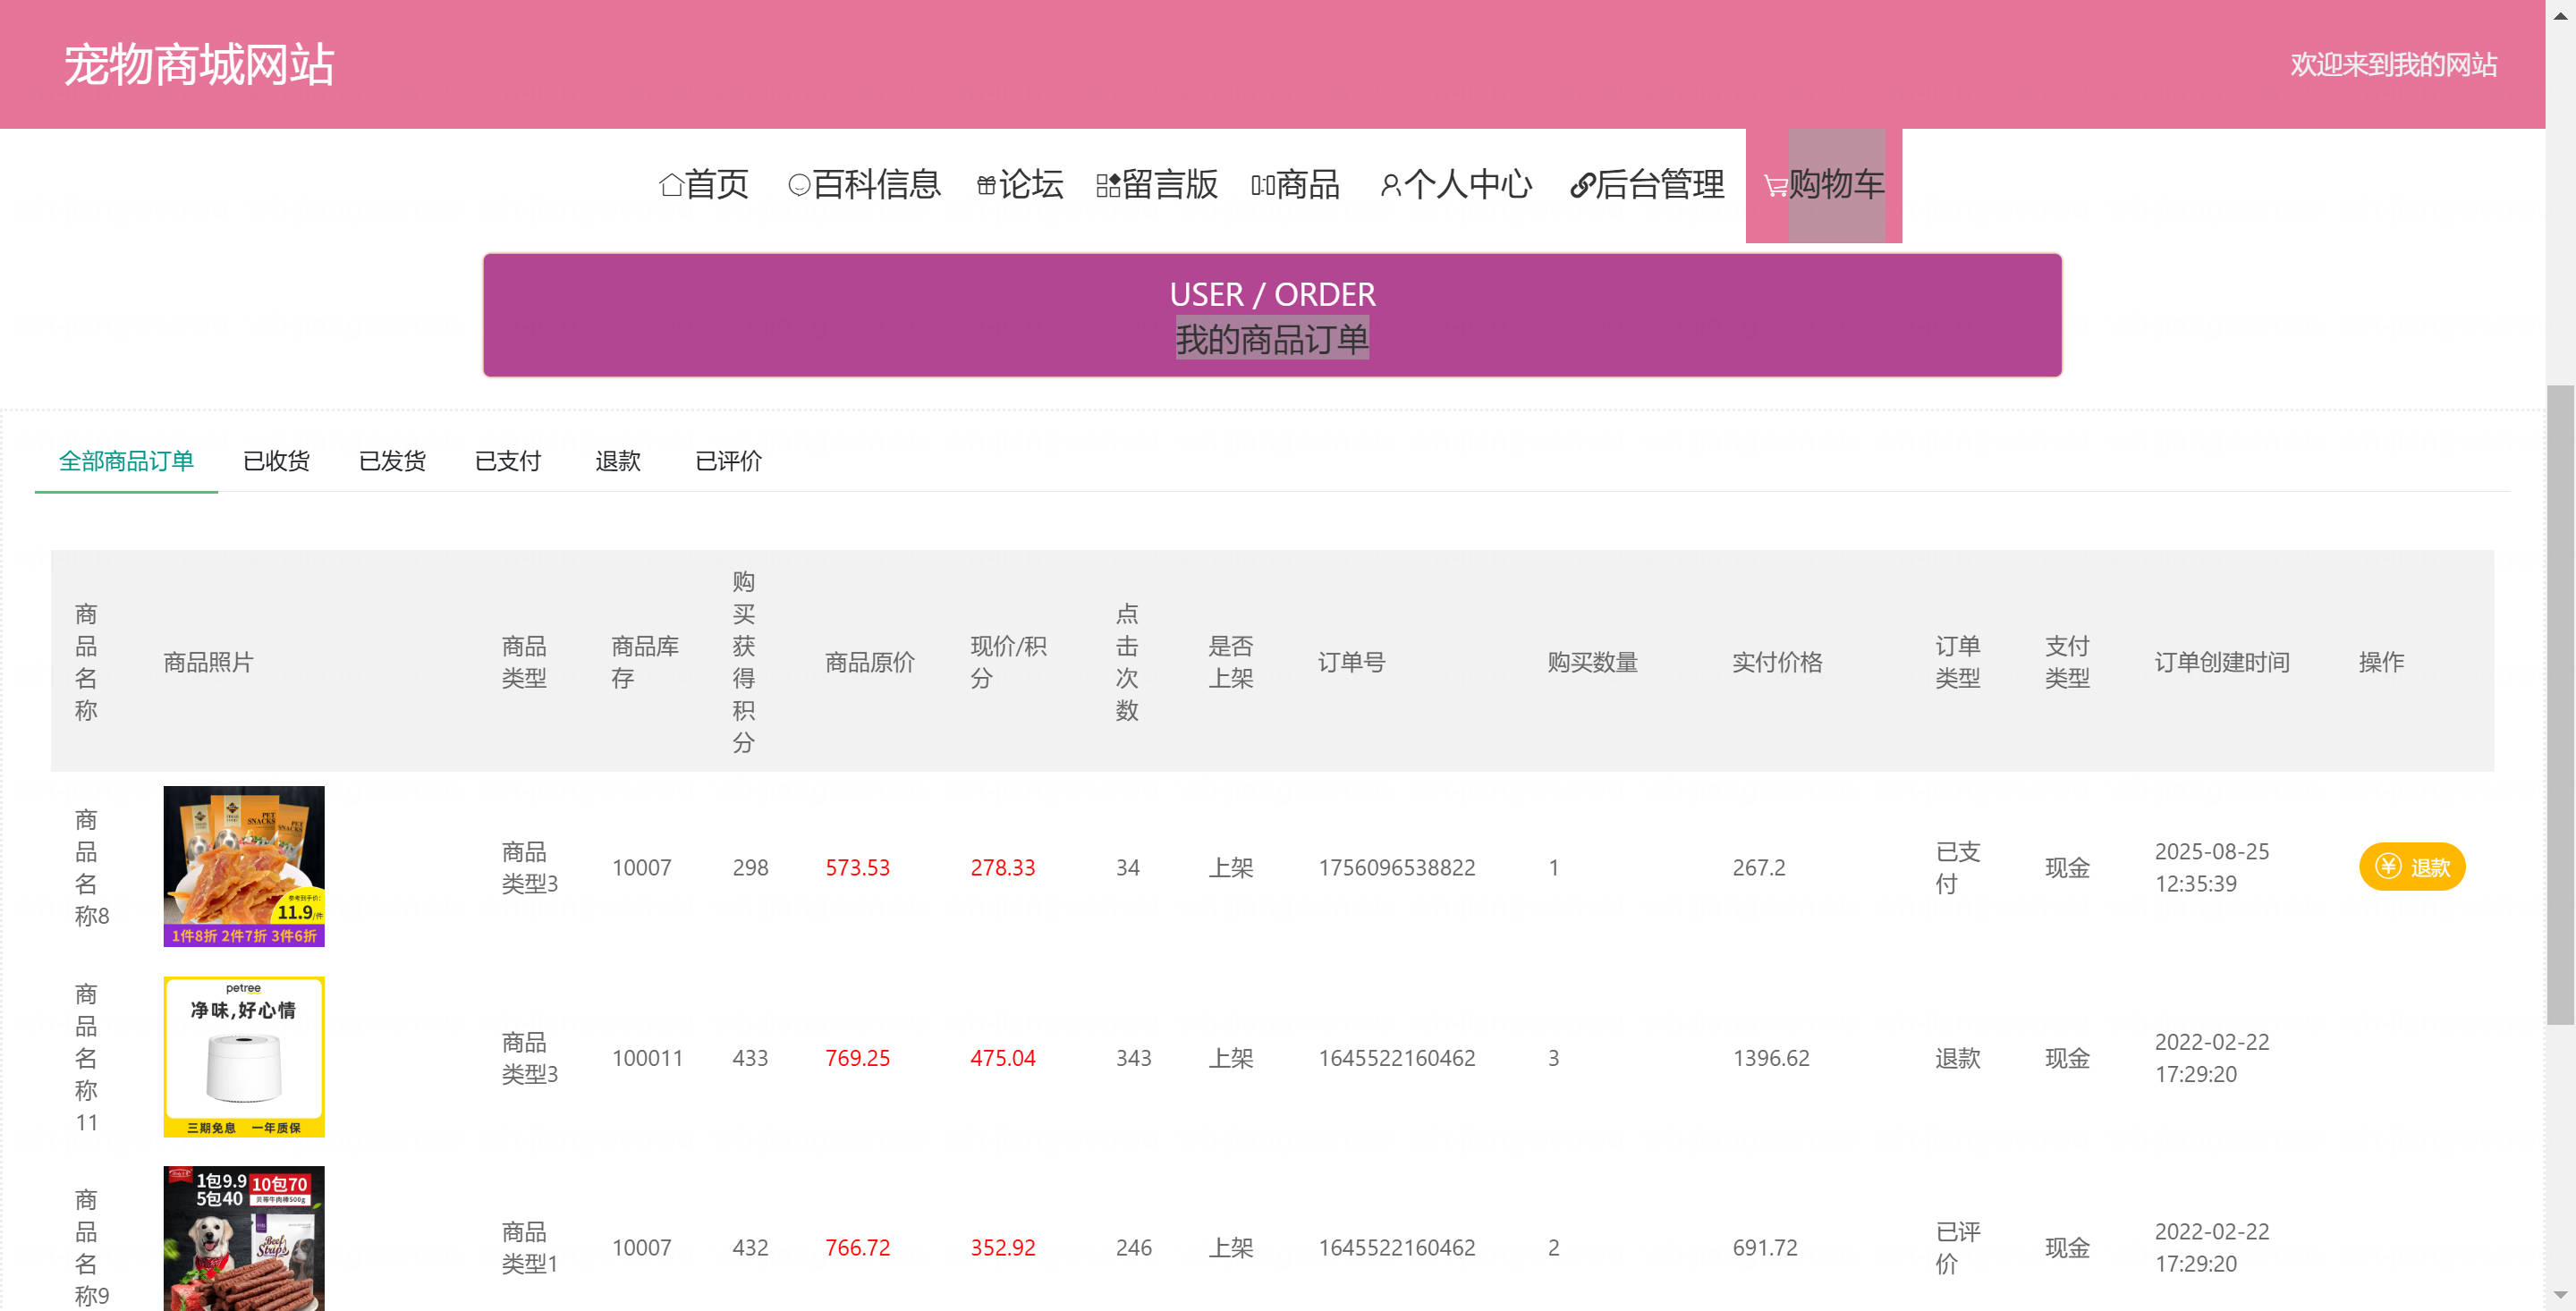 宠物商城网站
欢迎来到我的网站
首页 百科信息 论坛 留言版 商品 个人中心 后台管理 购物车
USER / ORDER
我的商品订单
全部商品订单 已收货 已发货 已支付 退款 已评价
商品名称 商品照片 商品类型 商品库存 购买获得积分 商品原价 现价/积分 点击次数 是否上架 订单号 购买数量 实付价格 订单类型 支付类型 订单创建时间 操作
商品名称8 商品类型3 10007 298 573.53 278.33 34 上架 1756096538822 1 267.2 已支付 现金 2025-08-25 12:35:39 退款
PET SNACKS
PET SNACKS
参考到手价:
11.9/件
1件8折 2件7折 3件6折
商品名称11 商品类型3 100011 433 769.25 475.04 343 上架 1645522160462 3 1396.62 退款 现金 2022-02-22 17:29:20
petree
净味,好心情
三期免息 一年质保
商品名称9 商品类型1 10007 432 766.72 352.92 246 上架 1645522160462 2 691.72 已评价 现金 2022-02-22 17:29:20
1包9.9 10包70
5包40
Beef Strips